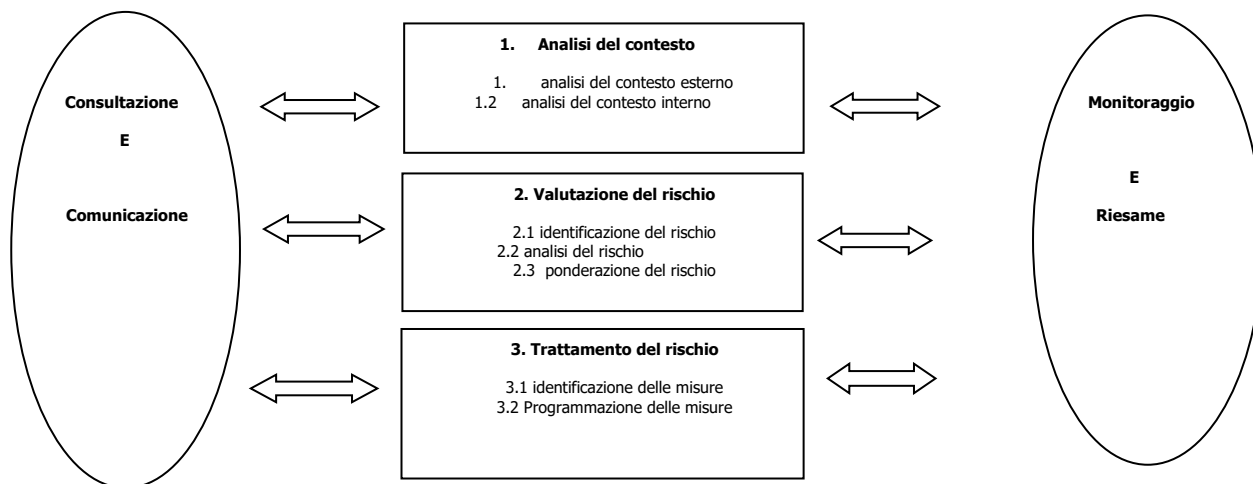 Consultazione
E
Comunicazione
1. Analisi del contesto
1. analisi del contesto esterno
1.2 analisi del contesto interno
2. Valutazione del rischio
2.1 identificazione del rischio
2.2 analisi del rischio
2.3 ponderazione del rischio
3. Trattamento del rischio
3.1 identificazione delle misure
3.2 Programmazione delle misure
Monitoraggio
E
Riesame